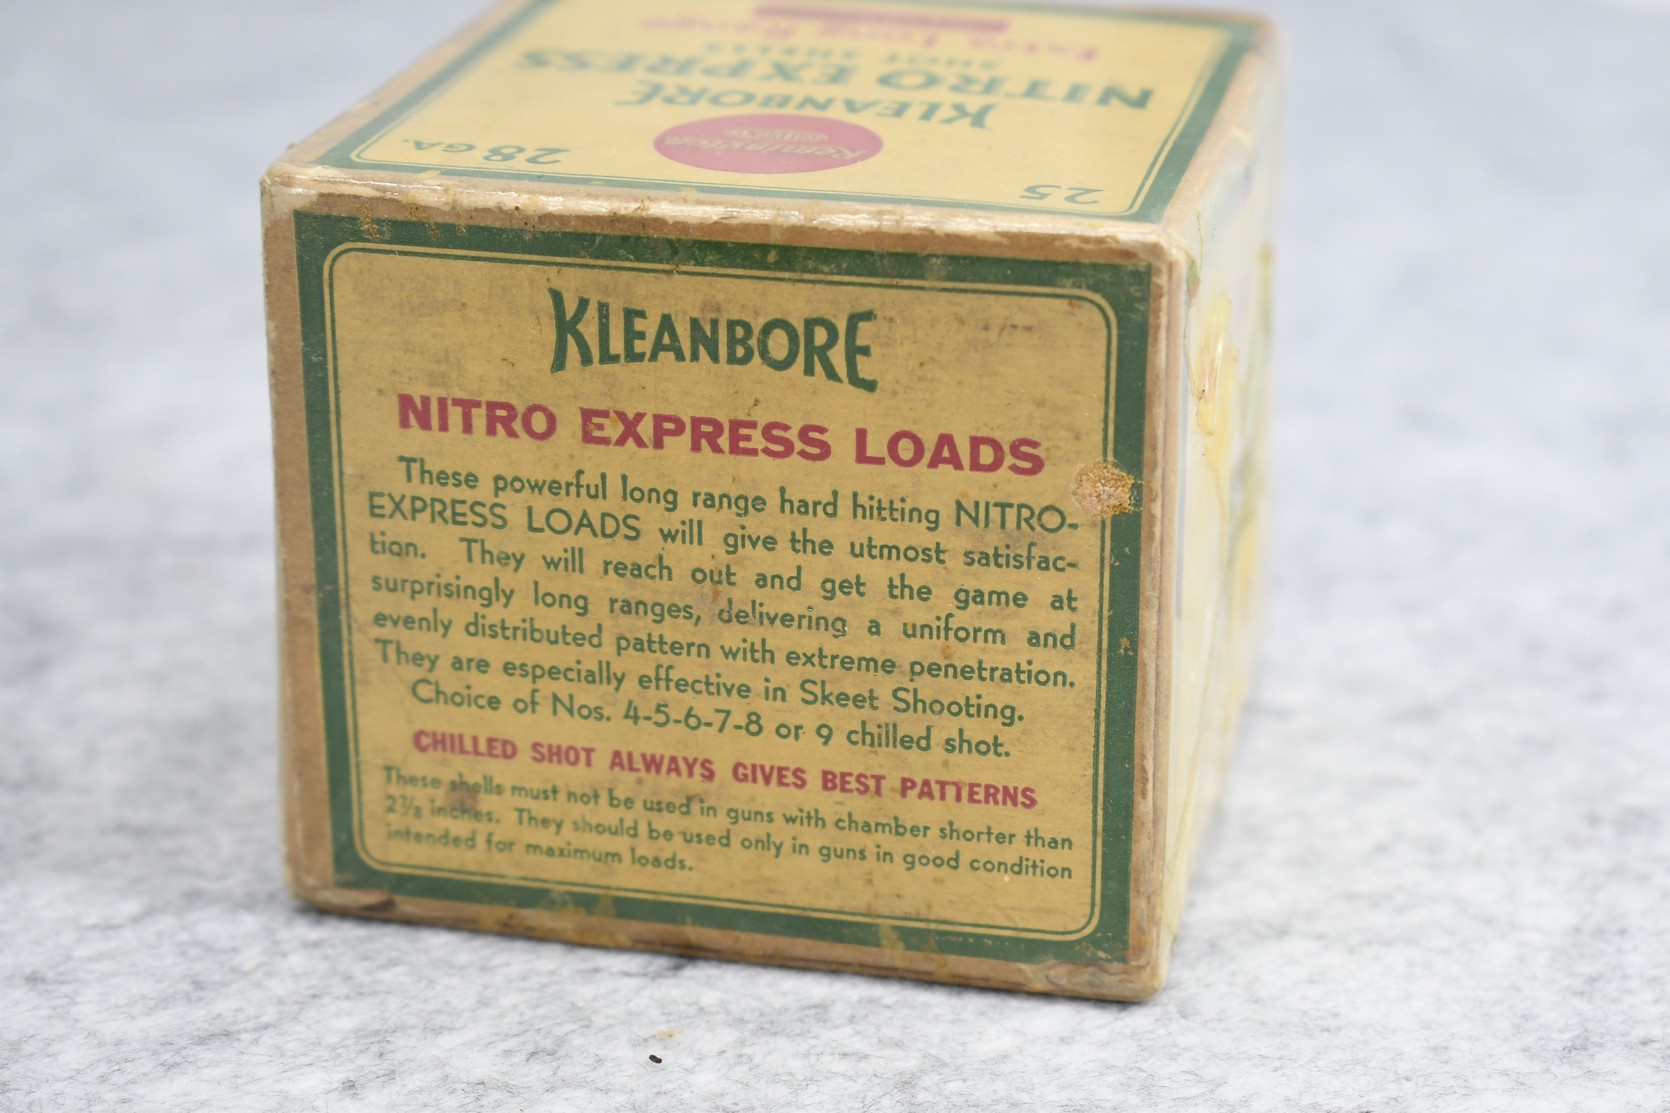 Extra Long Range
SHOT SHELLS
NITRO EXPRESS
KLEANBORE
Remington
28 GA.
25
KLEANBORE
NITRO EXPRESS LOADS
These powerful long range hard hitting NITRO-
EXPRESS LOADS will give the utmost satisfac-
tion. They will reach out and get the game at
surprisingly long ranges, delivering a uniform and
evenly distributed pattern with extreme penetration.
They are especially effective in Skeet Shooting.
Choice of Nos. 4-5-6-7-8 or 9 chilled shot.
CHILLED SHOT ALWAYS GIVES BEST PATTERNS
These shells must not be used in guns with chamber shorter than
2⅞ inches. They should be used only in guns in good condition
intended for maximum loads.